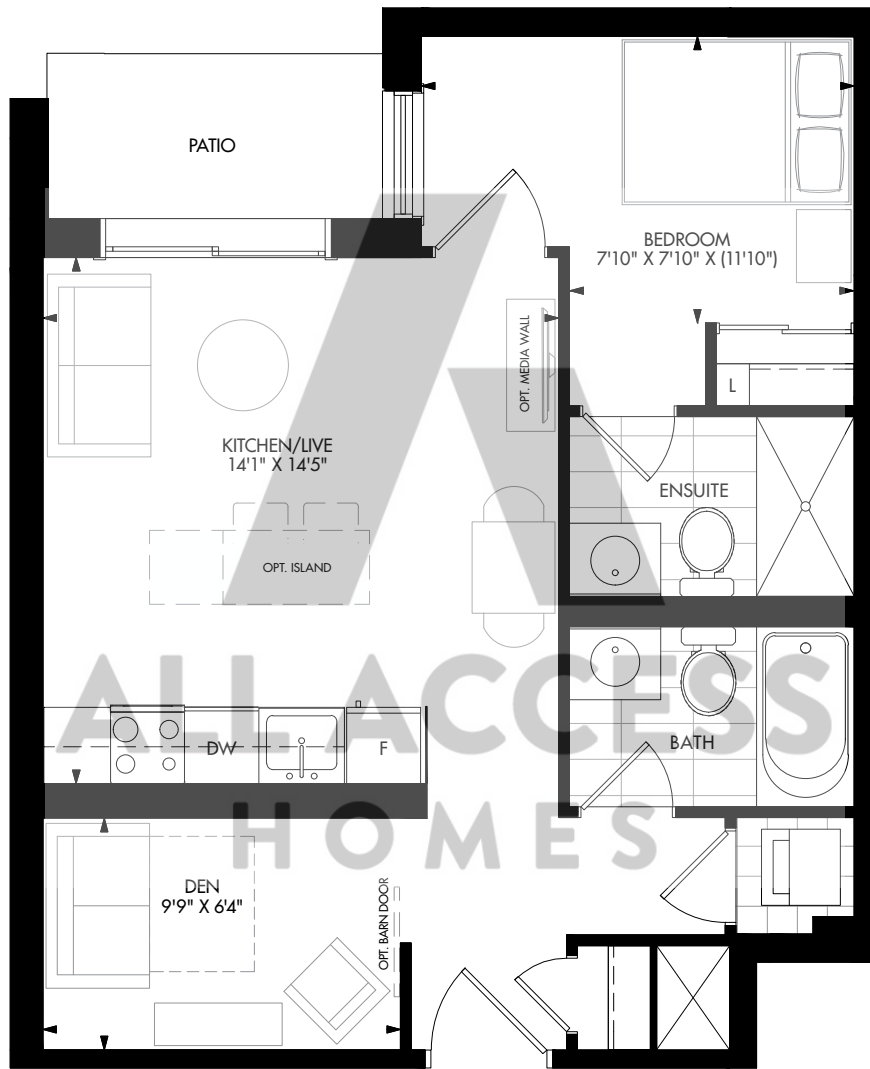 PATIO
BEDROOM
7'10" X 7'10" X (11'10")
OPT. MEDIA WALL
L
KITCHEN/LIVE
14'1" X 14'5"
ENSUITE
OPT. ISLAND
ALL ACCESS
DW
F
BATH
HOMES
DEN
9'9" X 6'4"
OPT. BARN DOOR